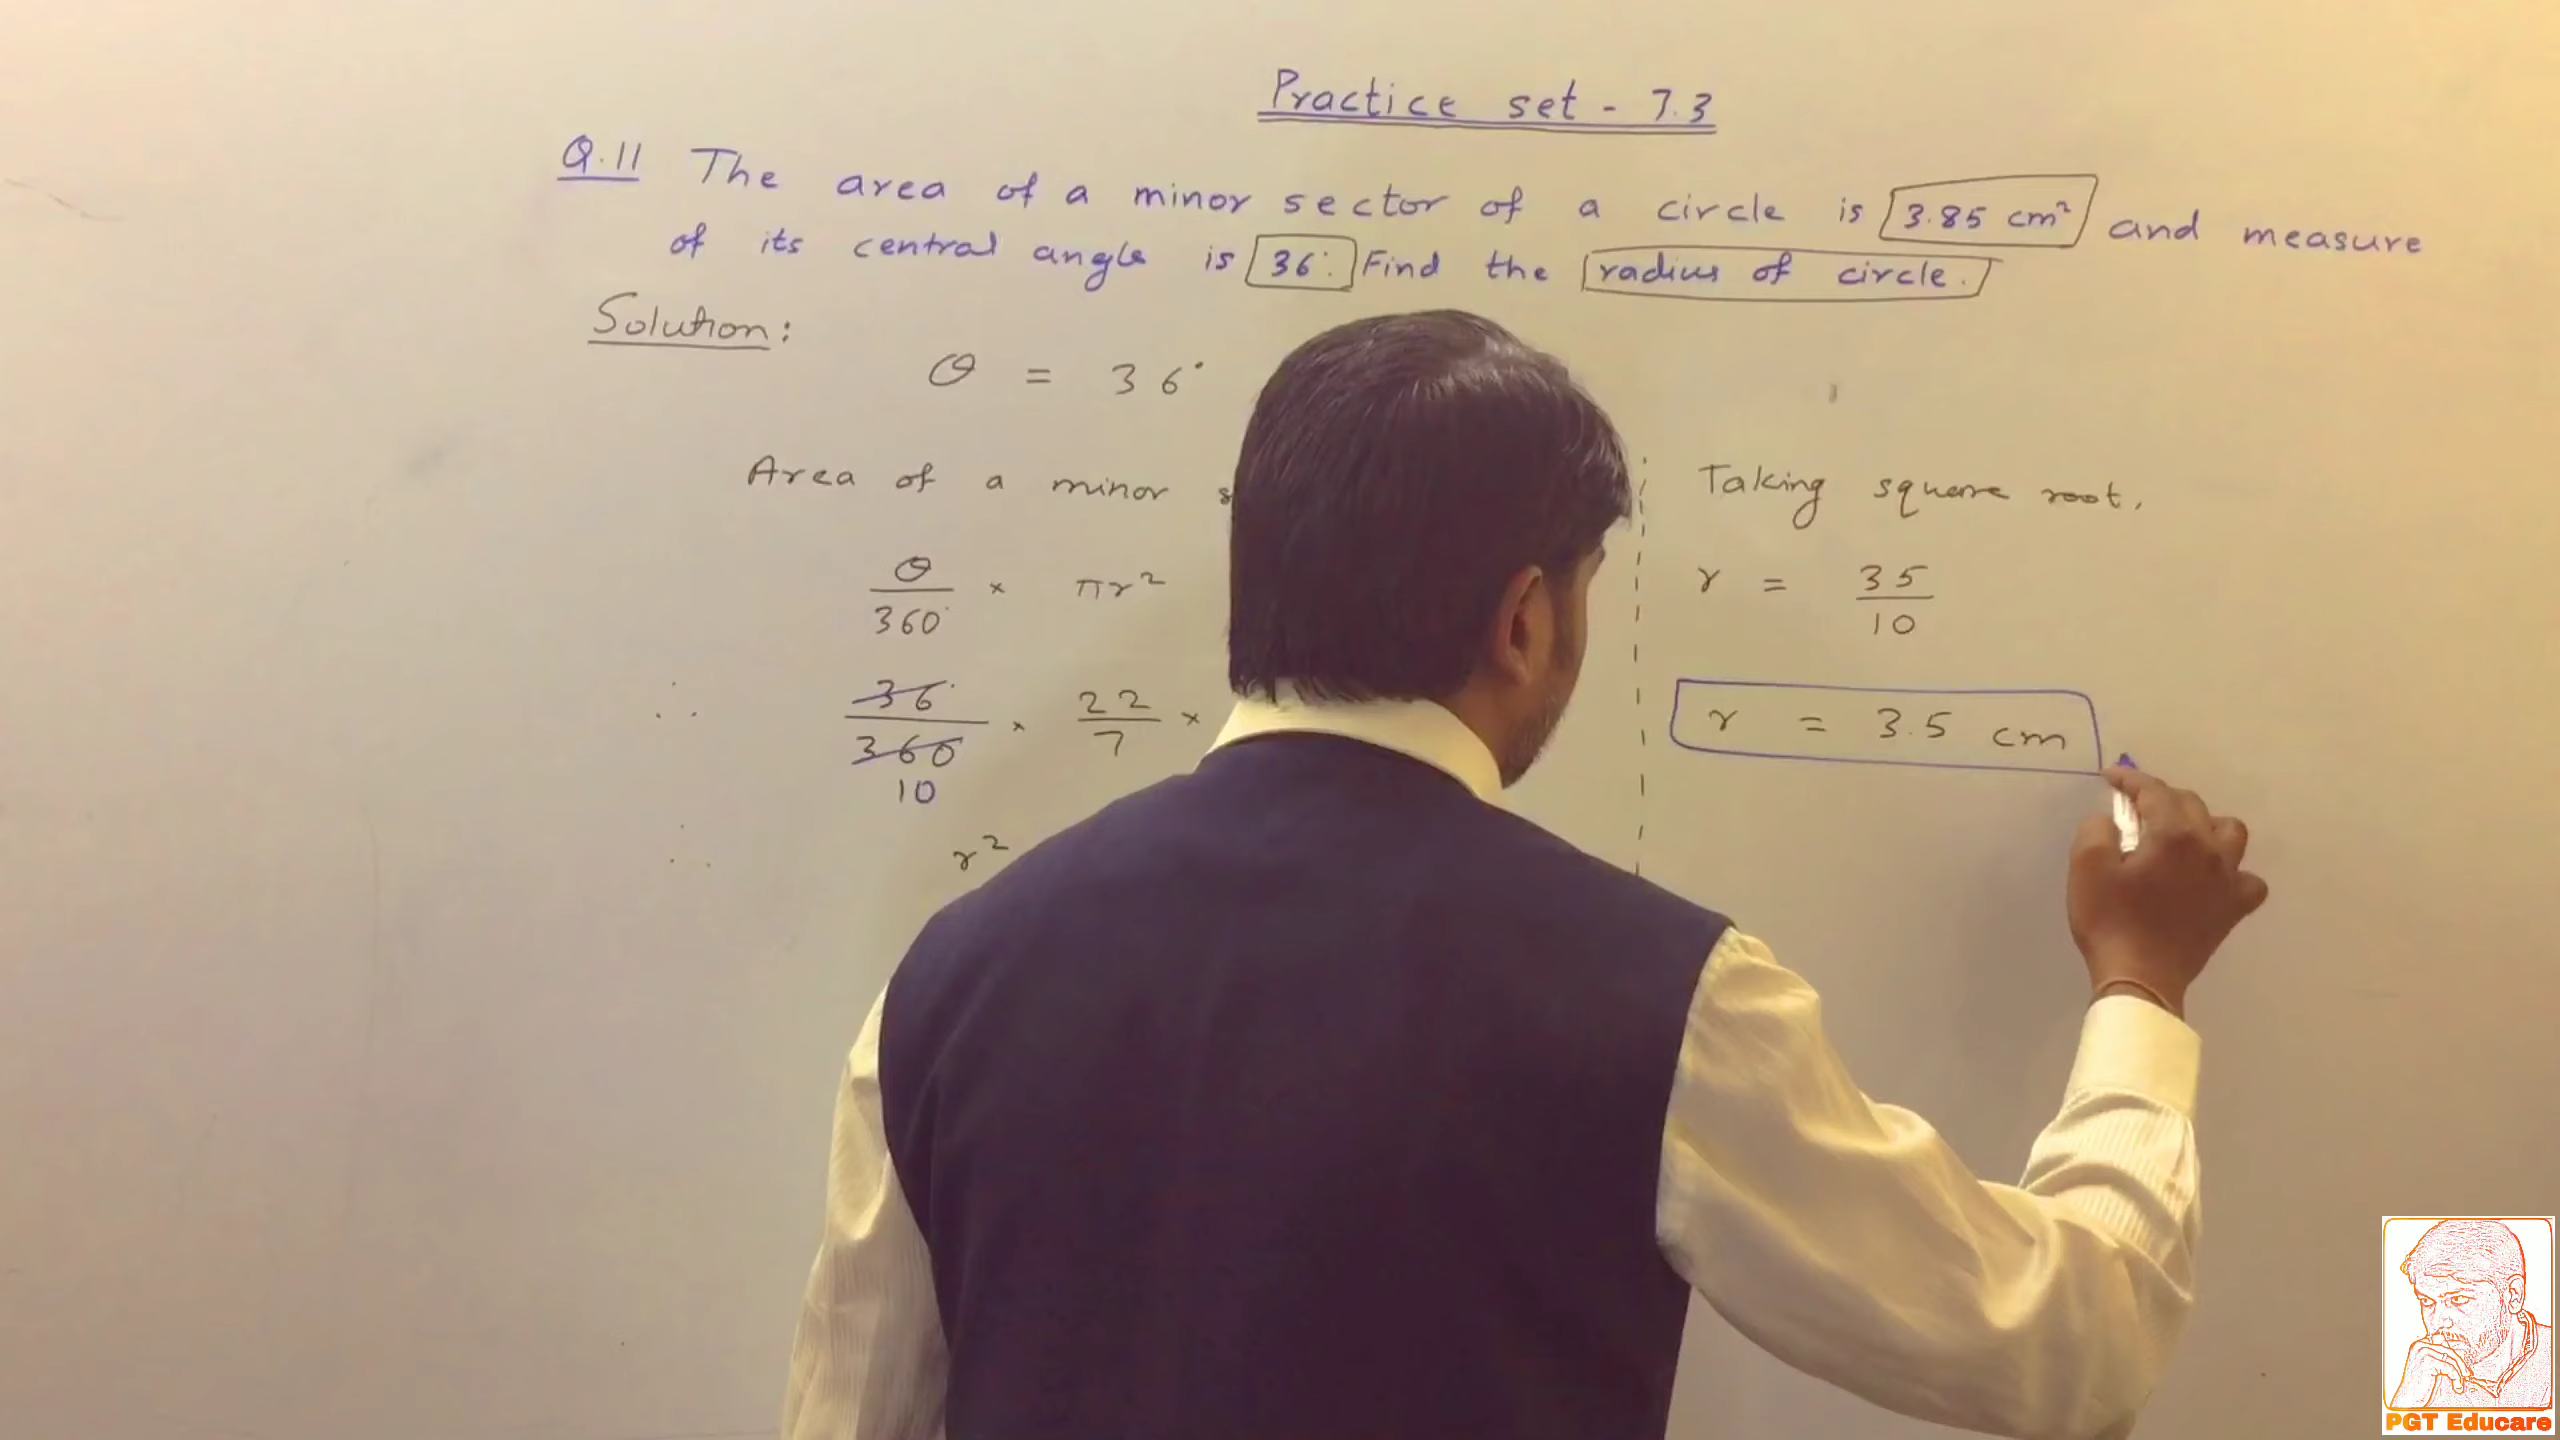 Practice set - 7.3
Q.11 The area of a minor sector of a circle is 3.85 cm² and measure
of its central angle is 36°. Find the radius of circle.
Solution:
θ = 36°
Area of a minor
θ/360° × πr²
∴ 36°/360 × 22/7 ×
10
∴ r²
Taking square root,
r = 35/10
r = 3.5 cm
PGT Educare